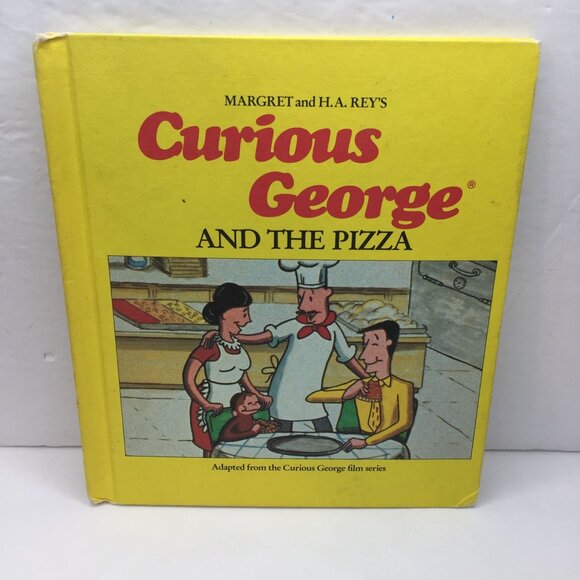 MARGRET and H.A. REY'S
Curious
George®
AND THE PIZZA
Adapted from the Curious George film series